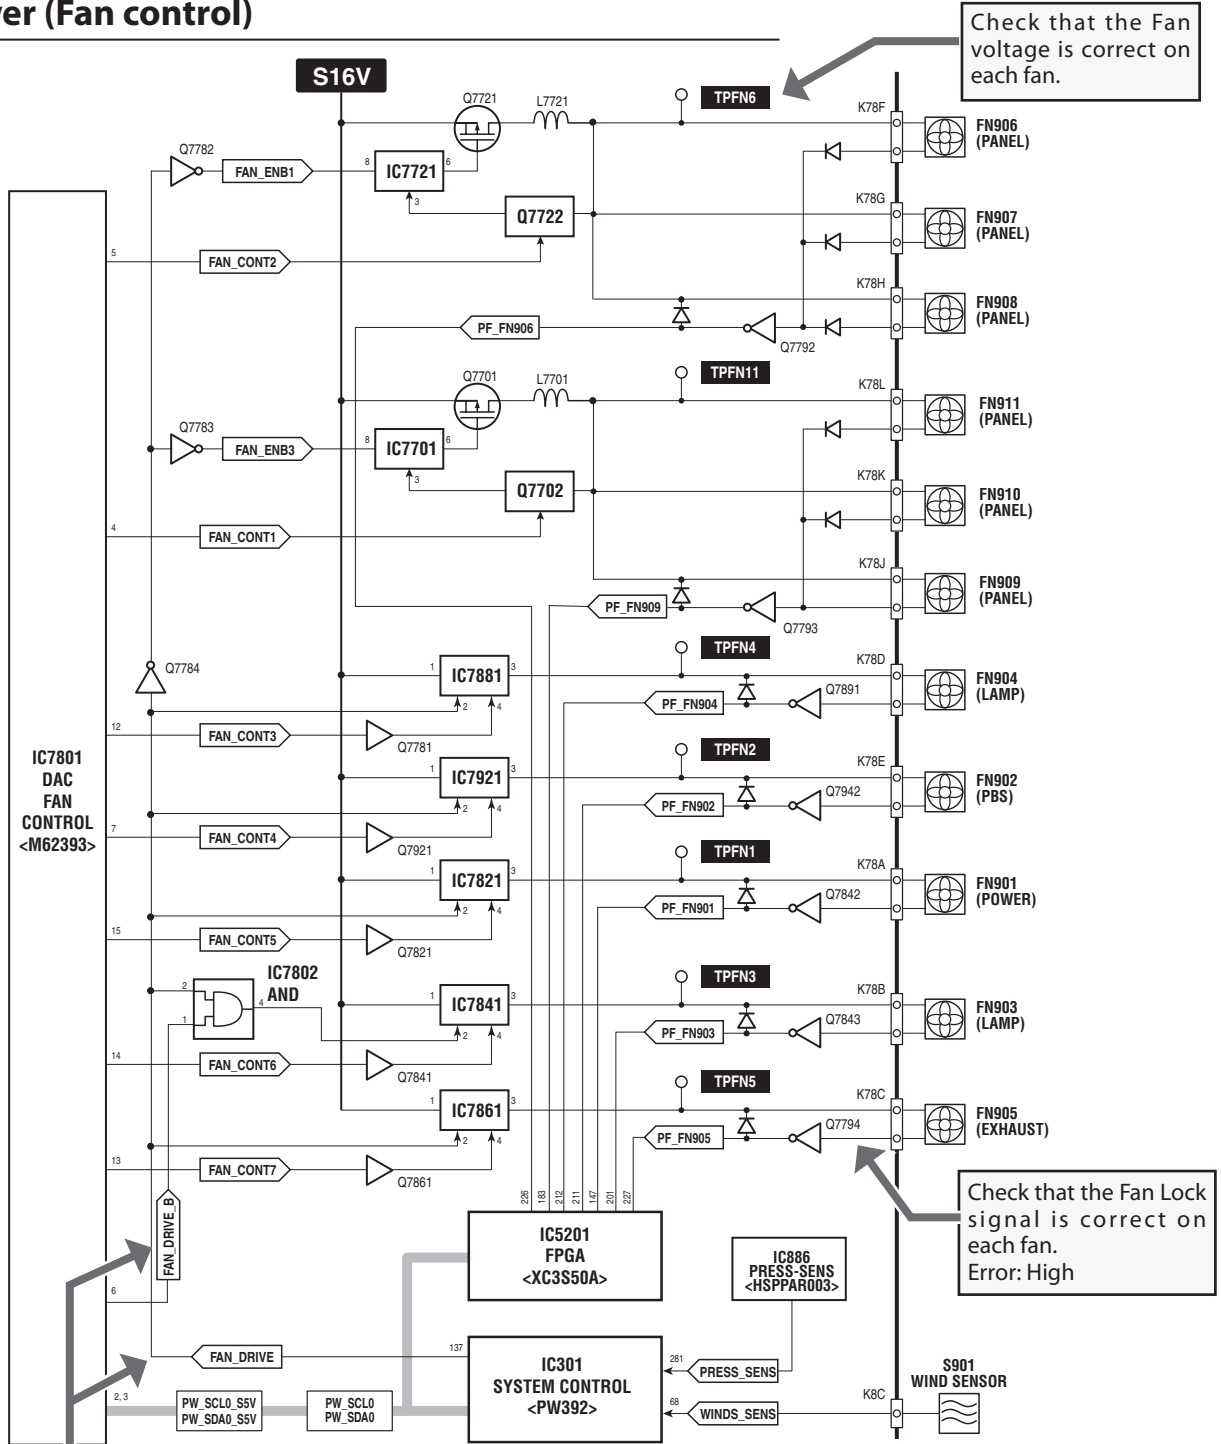 er (Fan control)
Check that the Fan
voltage is correct on
each fan.
S16V
Q7721
L7721
TPFN6
K78F
FN906
(PANEL)
Q7782
FAN_ENB1
8
IC7721
6
3
Q7722
K78G
FN907
(PANEL)
5
FAN_CONT2
K78H
FN908
(PANEL)
PF_FN906
Q7792
Q7701
L7701
TPFN11
K78L
FN911
(PANEL)
Q7783
FAN_ENB3
8
IC7701
6
3
Q7702
K78K
FN910
(PANEL)
4
FAN_CONT1
K78J
FN909
(PANEL)
PF_FN909
Q7793
Q7784
TPFN4
1
IC7881
3
2
4
K78D
FN904
(LAMP)
PF_FN904
Q7891
12
FAN_CONT3
Q7781
IC7801
DAC
FAN
CONTROL
<M62393>
TPFN2
1
IC7921
3
2
4
K78E
FN902
(PBS)
PF_FN902
Q7942
7
FAN_CONT4
Q7921
TPFN1
1
IC7821
3
2
4
K78A
FN901
(POWER)
PF_FN901
Q7842
15
FAN_CONT5
Q7821
IC7802
AND
2
1
4
TPFN3
1
IC7841
3
2
4
K78B
FN903
(LAMP)
PF_FN903
Q7843
14
FAN_CONT6
Q7841
TPFN5
1
IC7861
3
2
4
K78C
FN905
(EXHAUST)
PF_FN905
Q7794
13
FAN_CONT7
Q7861
Check that the Fan Lock
signal is correct on
each fan.
Error: High
FAN_DRIVE_B
6
226
183
212
211
147
201
227
IC5201
FPGA
<XC3S50A>
IC886
PRESS-SENS
<HSPPAR003>
FAN_DRIVE
137
IC301
SYSTEM CONTROL
<PW392>
281
PRESS_SENS
68
WINDS_SENS
K8C
S901
WIND SENSOR
2, 3
PW_SCL0_S5V
PW_SDA0_S5V
PW_SCL0
PW_SDA0